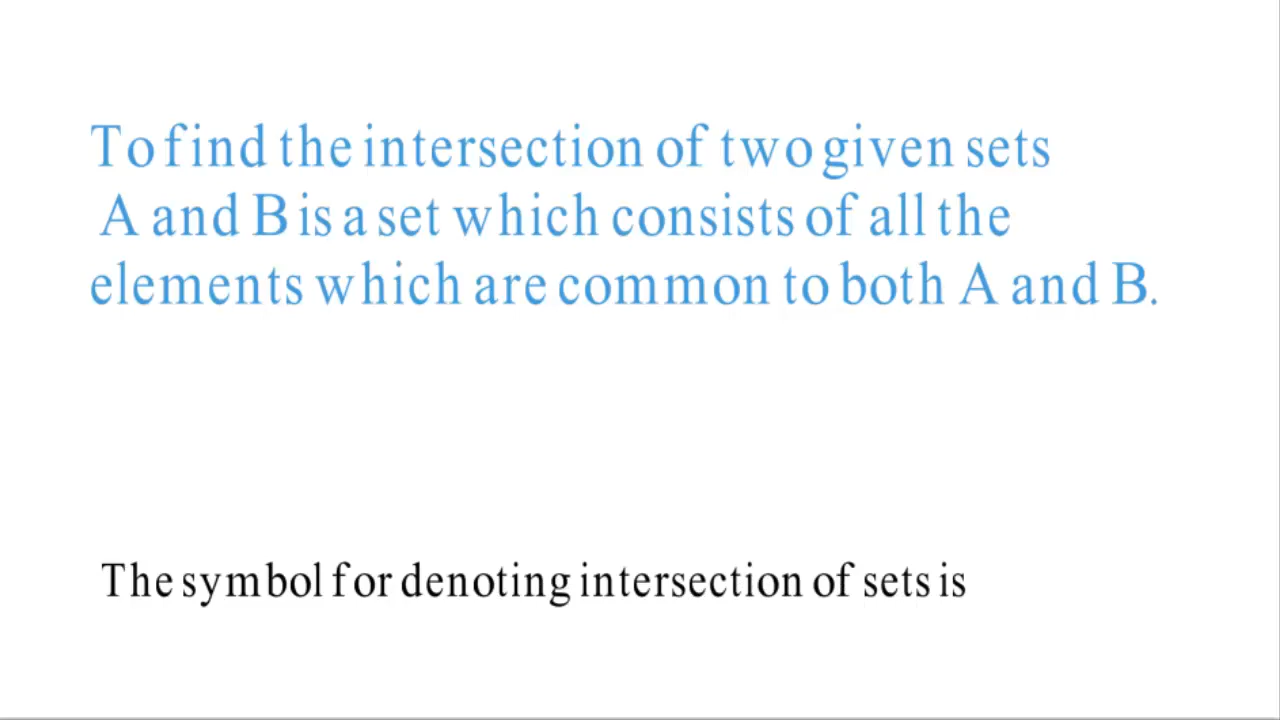 To find the intersection of two given sets
A and B is a set which consists of all the
elements which are common to both A and B.
The symbol for denoting intersection of sets is